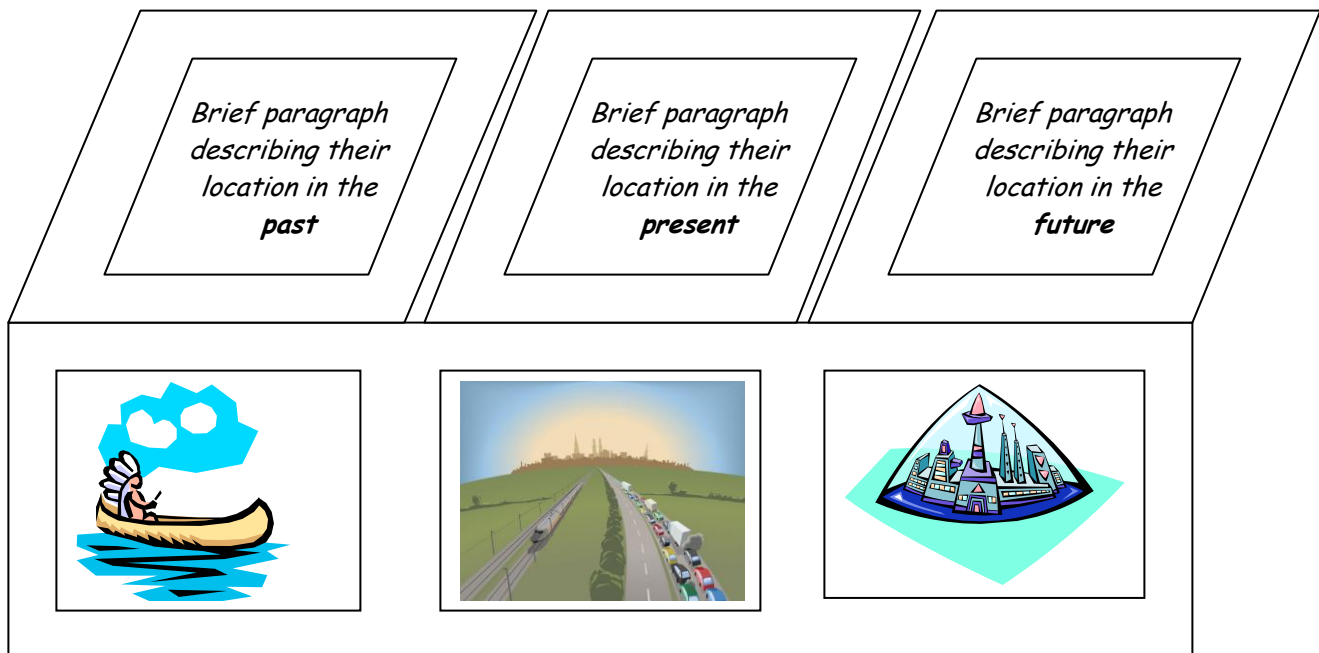 Brief paragraph
describing their
location in the
past
Brief paragraph
describing their
location in the
present
Brief paragraph
describing their
location in the
future